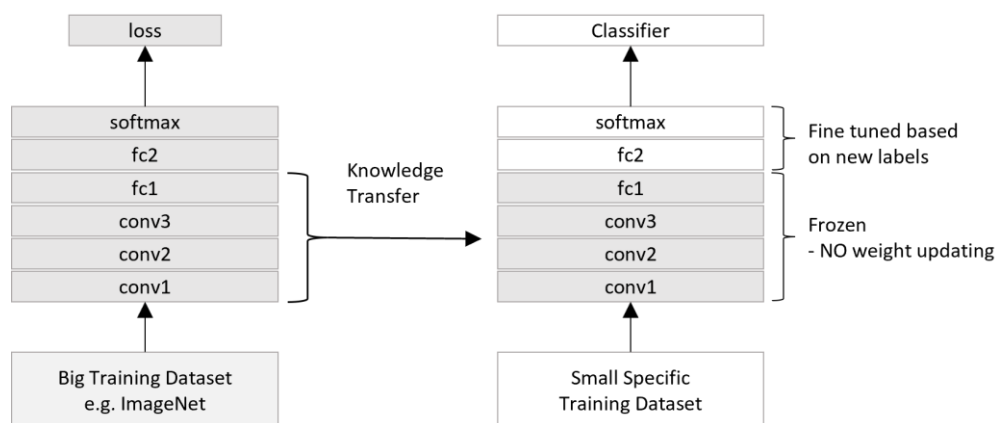 loss
softmax
fc2
fc1
conv3
conv2
conv1
Big Training Dataset
e.g. ImageNet
Knowledge
Transfer
Classifier
softmax
fc2
fc1
conv3
conv2
conv1
Small Specific
Training Dataset
Fine tuned based
on new labels
Frozen
- NO weight updating